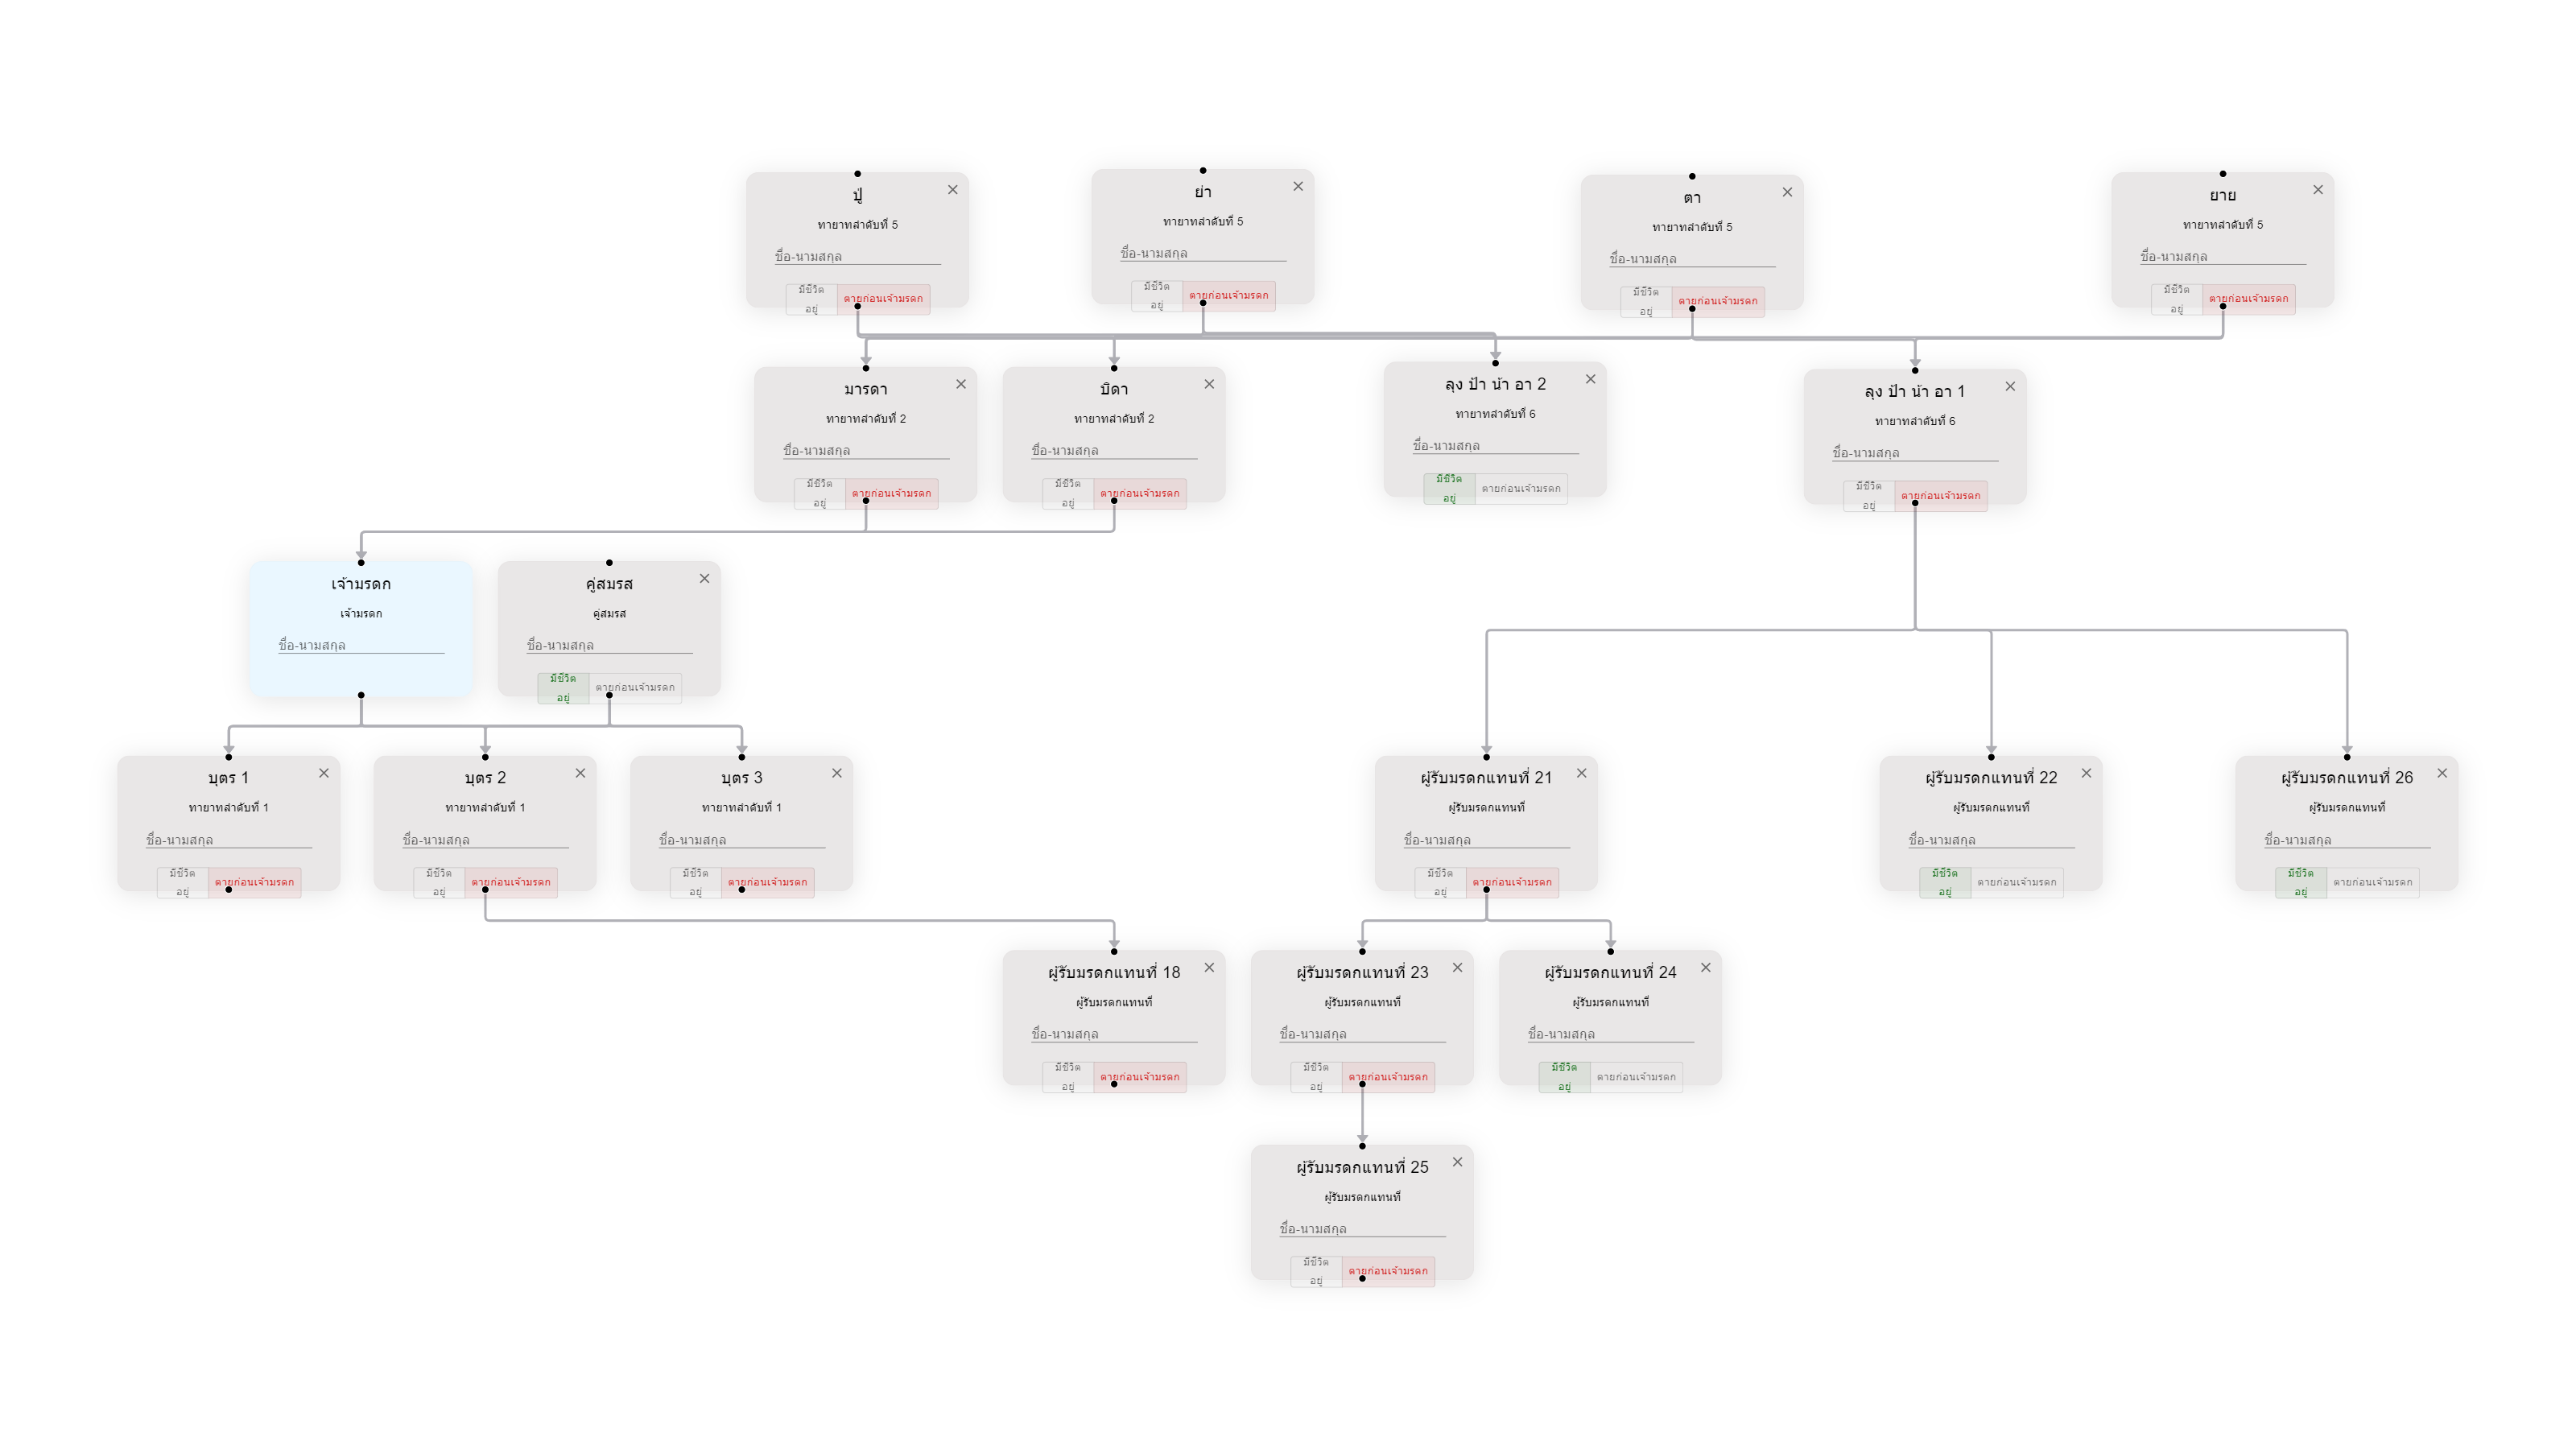 ปู่
ทายาทลำดับที่ 5
ชื่อ-นามสกุล
มีชีวิต
อยู่
ตายก่อนเจ้ามรดก
ย่า
ทายาทลำดับที่ 5
ชื่อ-นามสกุล
มีชีวิต
อยู่
ตายก่อนเจ้ามรดก
ตา
ทายาทลำดับที่ 5
ชื่อ-นามสกุล
มีชีวิต
อยู่
ตายก่อนเจ้ามรดก
ยาย
ทายาทลำดับที่ 5
ชื่อ-นามสกุล
มีชีวิต
อยู่
ตายก่อนเจ้ามรดก
มารดา
ทายาทลำดับที่ 2
ชื่อ-นามสกุล
มีชีวิต
อยู่
ตายก่อนเจ้ามรดก
บิดา
ทายาทลำดับที่ 2
ชื่อ-นามสกุล
มีชีวิต
อยู่
ตายก่อนเจ้ามรดก
ลุง ป้า น้า อา 2
ทายาทลำดับที่ 6
ชื่อ-นามสกุล
มีชีวิต
อยู่
ตายก่อนเจ้ามรดก
ลุง ป้า น้า อา 1
ทายาทลำดับที่ 6
ชื่อ-นามสกุล
มีชีวิต
อยู่
ตายก่อนเจ้ามรดก
เจ้ามรดก
เจ้ามรดก
ชื่อ-นามสกุล
คู่สมรส
คู่สมรส
ชื่อ-นามสกุล
มีชีวิต
อยู่
ตายก่อนเจ้ามรดก
บุตร 1
ทายาทลำดับที่ 1
ชื่อ-นามสกุล
มีชีวิต
อยู่
ตายก่อนเจ้ามรดก
บุตร 2
ทายาทลำดับที่ 1
ชื่อ-นามสกุล
มีชีวิต
อยู่
ตายก่อนเจ้ามรดก
บุตร 3
ทายาทลำดับที่ 1
ชื่อ-นามสกุล
มีชีวิต
อยู่
ตายก่อนเจ้ามรดก
ผู้รับมรดกแทนที่ 21
ผู้รับมรดกแทนที่
ชื่อ-นามสกุล
มีชีวิต
อยู่
ตายก่อนเจ้ามรดก
ผู้รับมรดกแทนที่ 22
ผู้รับมรดกแทนที่
ชื่อ-นามสกุล
มีชีวิต
อยู่
ตายก่อนเจ้ามรดก
ผู้รับมรดกแทนที่ 26
ผู้รับมรดกแทนที่
ชื่อ-นามสกุล
มีชีวิต
อยู่
ตายก่อนเจ้ามรดก
ผู้รับมรดกแทนที่ 18
ผู้รับมรดกแทนที่
ชื่อ-นามสกุล
มีชีวิต
อยู่
ตายก่อนเจ้ามรดก
ผู้รับมรดกแทนที่ 23
ผู้รับมรดกแทนที่
ชื่อ-นามสกุล
มีชีวิต
อยู่
ตายก่อนเจ้ามรดก
ผู้รับมรดกแทนที่ 24
ผู้รับมรดกแทนที่
ชื่อ-นามสกุล
มีชีวิต
อยู่
ตายก่อนเจ้ามรดก
ผู้รับมรดกแทนที่ 25
ผู้รับมรดกแทนที่
ชื่อ-นามสกุล
มีชีวิต
อยู่
ตายก่อนเจ้ามรดก